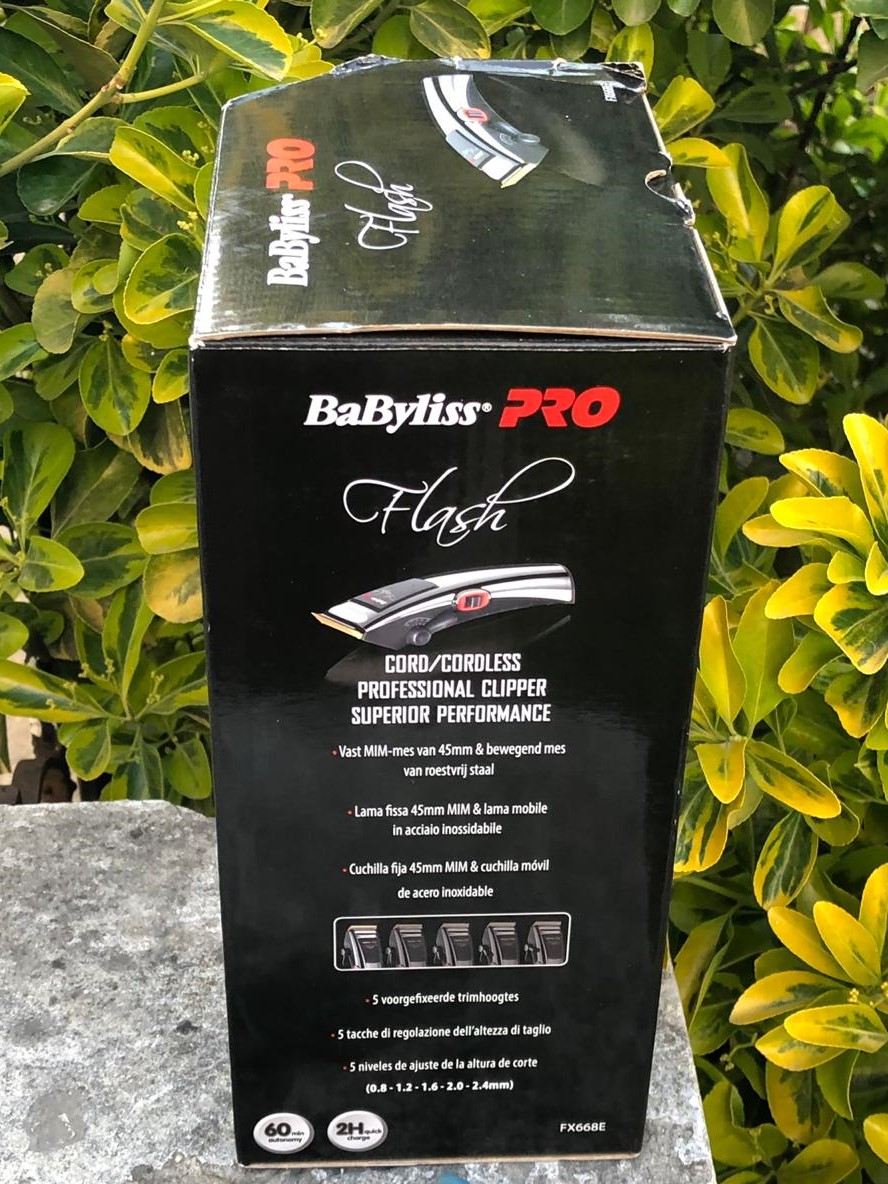 BaByliss PRO
Flash
BaByliss® PRO
Flash
CORD/CORDLESS
PROFESSIONAL CLIPPER
SUPERIOR PERFORMANCE
• Vast MIM-mes van 45mm & bewegend mes
van roestvrij staal
• Lama fissa 45mm MIM & lama mobile
in acciaio inossidabile
• Cuchilla fija 45mm MIM & cuchilla móvil
de acero inoxidable
• 5 voorgefixeerde trimhoogtes
• 5 tacche di regolazione dell'altezza di taglio
• 5 niveles de ajuste de la altura de corte
(0.8 - 1.2 - 1.6 - 2.0 - 2.4mm)
60 min
autonomy
2H quick
charge
FX668E